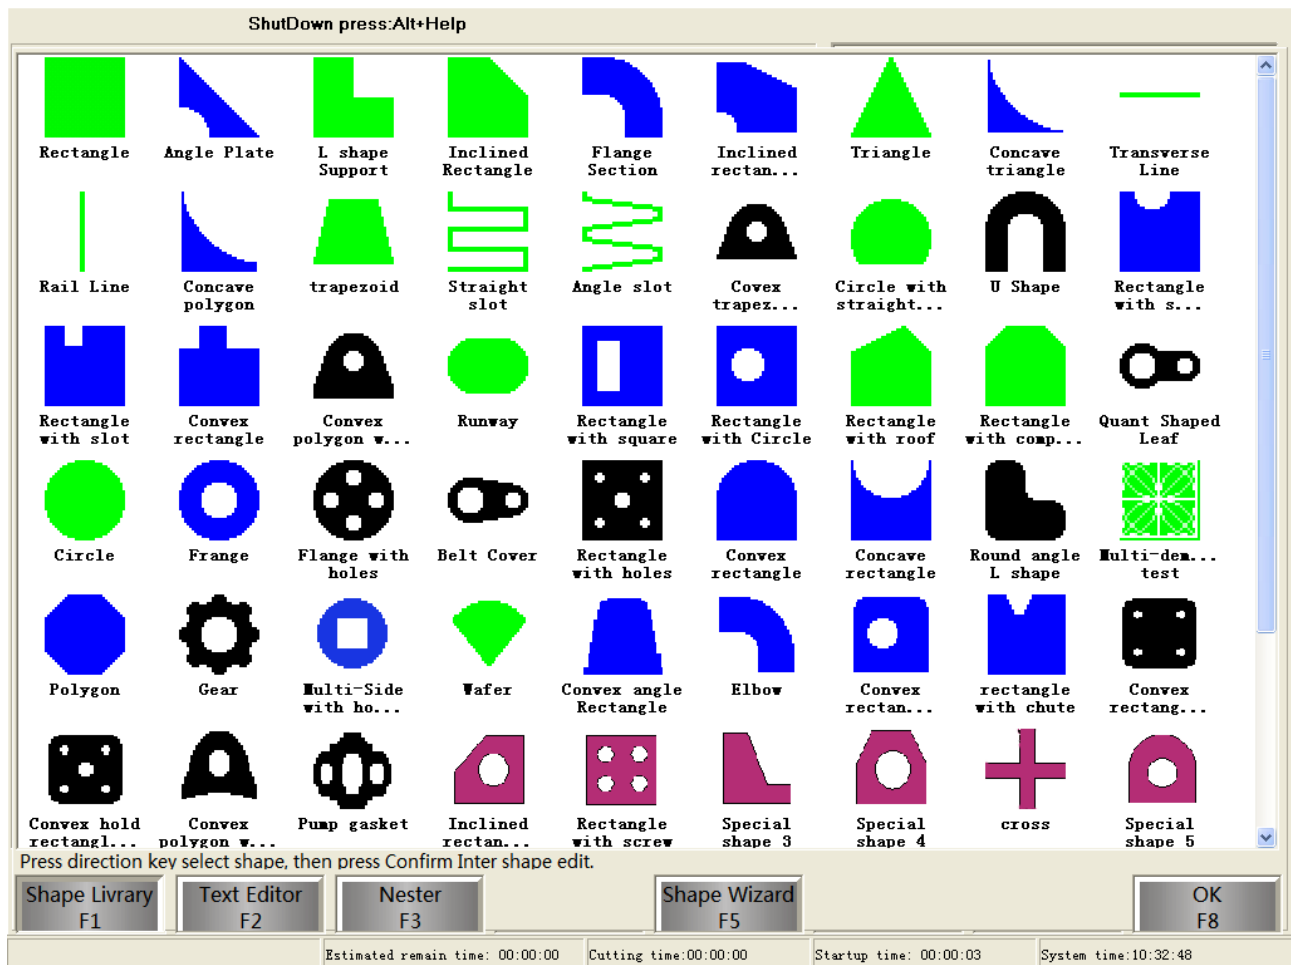 ShutDown press:Alt+Help
Rectangle
Angle Plate
L shape
Support
Inclined
Rectangle
Flange
Section
Inclined
rectan...
Triangle
Concave
triangle
Transverse
Line
Rail Line
Concave
polygon
trapezoid
Straight
slot
Angle slot
Covex
trapez...
Circle with
straight...
U Shape
Rectangle
with s...
Rectangle
with slot
Convex
rectangle
Convex
polygon w...
Runway
Rectangle
with square
Rectangle
with Circle
Rectangle
with roof
Rectangle
with comp...
Quant Shaped
Leaf
Circle
Frange
Flange with
holes
Belt Cover
Rectangle
with holes
Convex
rectangle
Concave
rectangle
Round angle
L shape
Multi-dem...
test
Polygon
Gear
Multi-Side
with ho...
Wafer
Convex angle
Rectangle
Elbow
Convex
rectan...
rectangle
with chute
Convex
rectang...
Convex hold
rectangl...
Convex
polygon w...
Pump gasket
Inclined
rectan...
Rectangle
with screw
Special
shape 3
Special
shape 4
cross
Special
shape 5
Press direction key select shape, then press Confirm Inter shape edit.
Shape Livrary
F1
Text Editor
F2
Nester
F3
Shape Wizard
F5
OK
F8
Estimated remain time: 00:00:00
Cutting time:00:00:00
Startup time: 00:00:03
System time:10:32:48